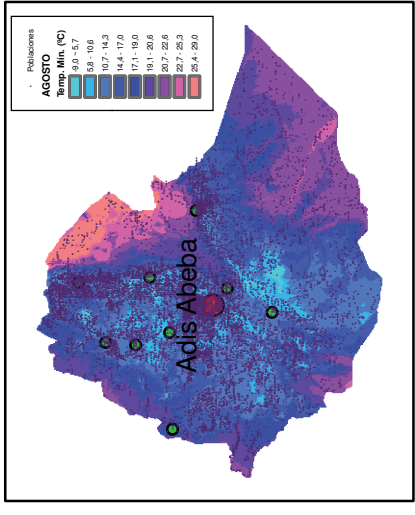 Poblaciones
AGOSTO
Temp. Min. (ºC)
-9,0 - 5,7
5,8 - 10,6
10,7 - 14,3
14,4 - 17,0
17,1 - 19,0
19,1 - 20,6
20,7 - 22,6
22,7 - 25,3
25,4 - 29,0
Adis Abeba